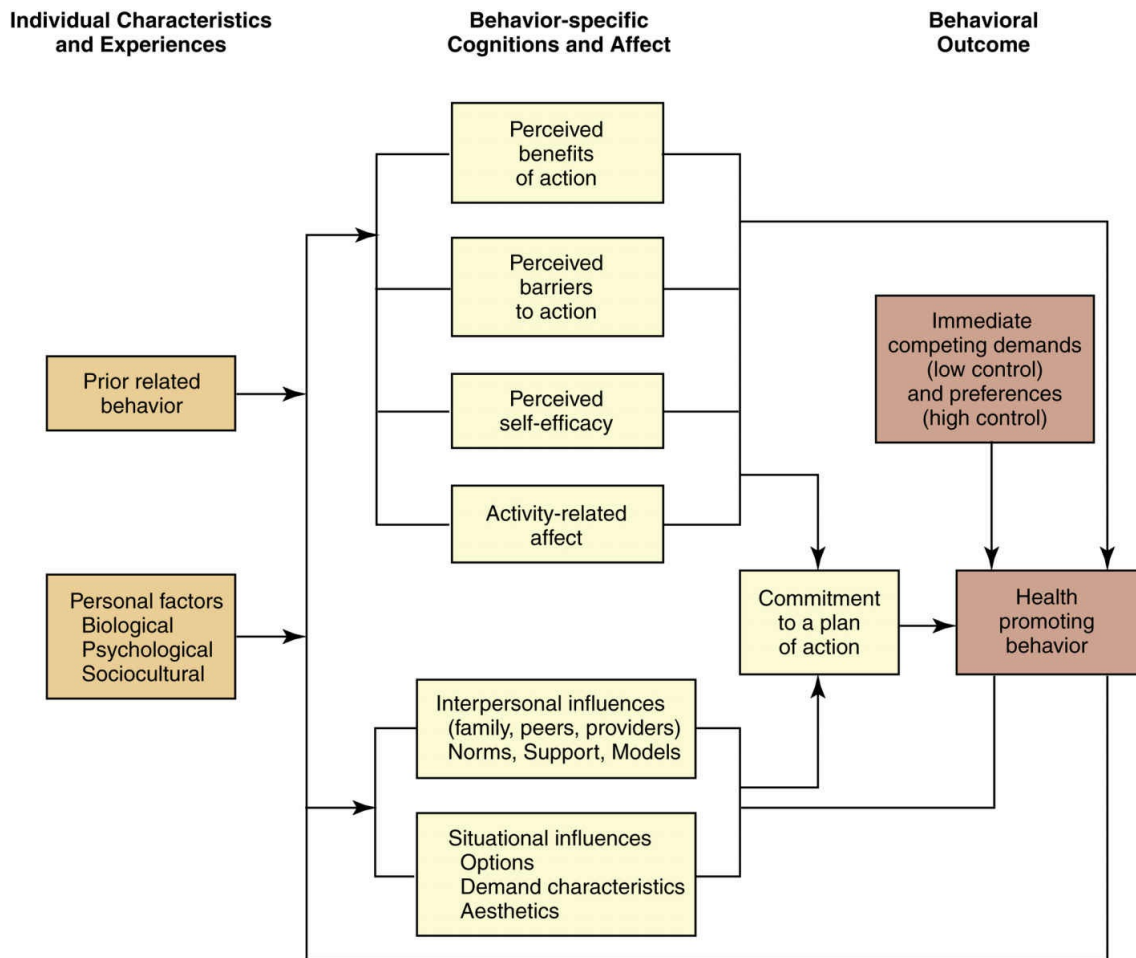 Individual Characteristics
and Experiences
Behavior-specific
Cognitions and Affect
Behavioral
Outcome
Perceived
benefits
of action
Perceived
barriers
to action
Immediate
competing demands
(low control)
and preferences
(high control)
Prior related
behavior
Perceived
self-efficacy
Activity-related
affect
Personal factors
Biological
Psychological
Sociocultural
Commitment
to a plan
of action
Health
promoting
behavior
Interpersonal influences
(family, peers, providers)
Norms, Support, Models
Situational influences
Options
Demand characteristics
Aesthetics